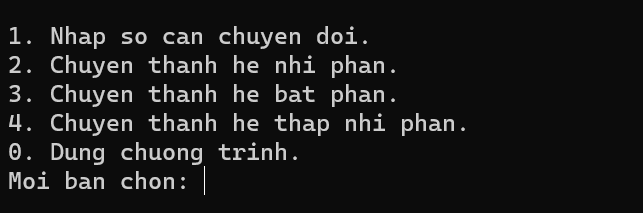 1. Nhap so can chuyen doi.
2. Chuyen thanh he nhi phan.
3. Chuyen thanh he bat phan.
4. Chuyen thanh he thap nhi phan.
0. Dung chuong trinh.
Moi ban chon: